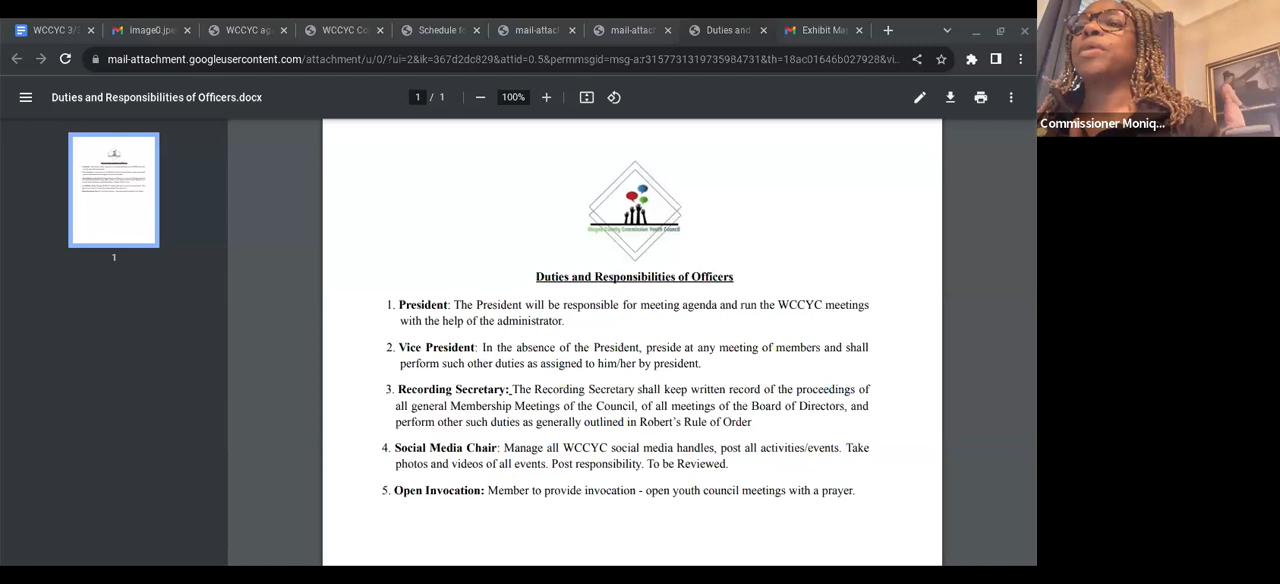 WCCYC 3/
image0.jpe
WCCYC ag
WCCYC Co
Schedule fo
mail-attach
mail-attach
Duties and
Exhibit Ma
mail-attachment.googleusercontent.com/attachment/u/0/?ui=2&ik=367d2dc829&attid=0.5&permmsgid=msg-a:r3157731319735984731&th=18ac01646b027928&vi...
Commissioner Moniq...
Duties and Responsibilities of Officers.docx
1 / 1
100%
Wayne County Commission Youth Council
Duties and Responsibilities of Officers
1. President: The President will be responsible for meeting agenda and run the WCCYC meetings
with the help of the administrator.
2. Vice President: In the absence of the President, preside at any meeting of members and shall
perform such other duties as assigned to him/her by president.
3. Recording Secretary: The Recording Secretary shall keep written record of the proceedings of
all general Membership Meetings of the Council, of all meetings of the Board of Directors, and
perform other such duties as generally outlined in Robert's Rule of Order
4. Social Media Chair: Manage all WCCYC social media handles, post all activities/events. Take
photos and videos of all events. Post responsibility. To be Reviewed.
5. Open Invocation: Member to provide invocation - open youth council meetings with a prayer.
1